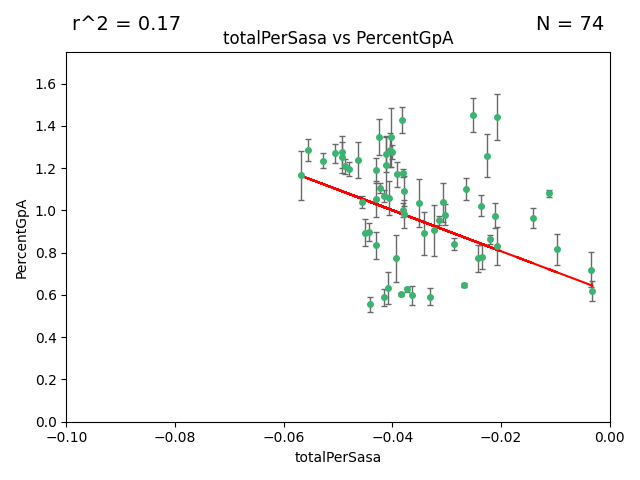 r^2 = 0.17
N = 74
totalPerSasa vs PercentGpA
1.6
1.4
1.2
1.0
0.8
0.6
0.4
0.2
0.0
PercentGpA
−0.10 −0.08 −0.06 −0.04 −0.02 0.00
totalPerSasa